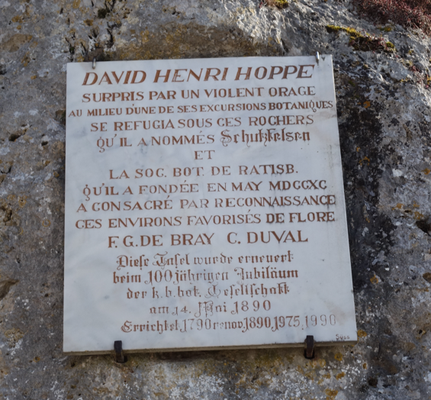 DAVID HENRI HOPPE
SURPRIS PAR UN VIOLENT ORAGE
AU MILIEU D'UNE DE SES EXCURSIONS BOTANIQUES
SE REFUGIA SOUS CES ROCHERS
QU'IL A NOMMÉS Schutzfelsen
ET
LA SOC. BOT. DE RATISB.
QU'IL A FONDÉE EN MAY MDCCXC
A CONSACRÉ PAR RECONNAISSANCE
CES ENVIRONS FAVORISÉS DE FLORE
F. G. DE BRAY C. DUVAL
Diese Tafel wurde erneuert
beim 100jährigen Jubiläum
der k. b. bot. Gesellschaft
am 14. Mai 1890
Errichtet 1790 renov. 1890, 1975, 1990